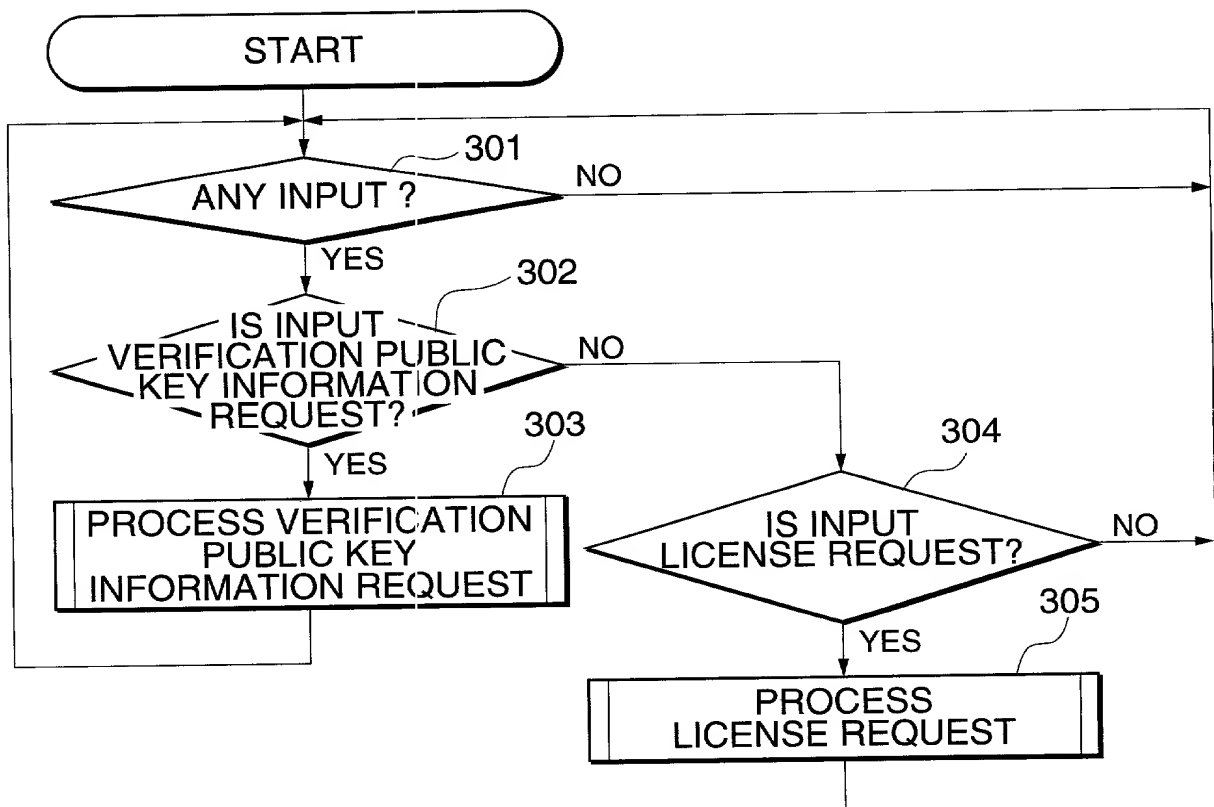 START
301
ANY INPUT ?
NO
YES
302
IS INPUT
VERIFICATION PUBLIC
KEY INFORMATION
REQUEST?
NO
YES
303
PROCESS VERIFICATION
PUBLIC KEY
INFORMATION REQUEST
304
IS INPUT
LICENSE REQUEST?
NO
YES
305
PROCESS
LICENSE REQUEST